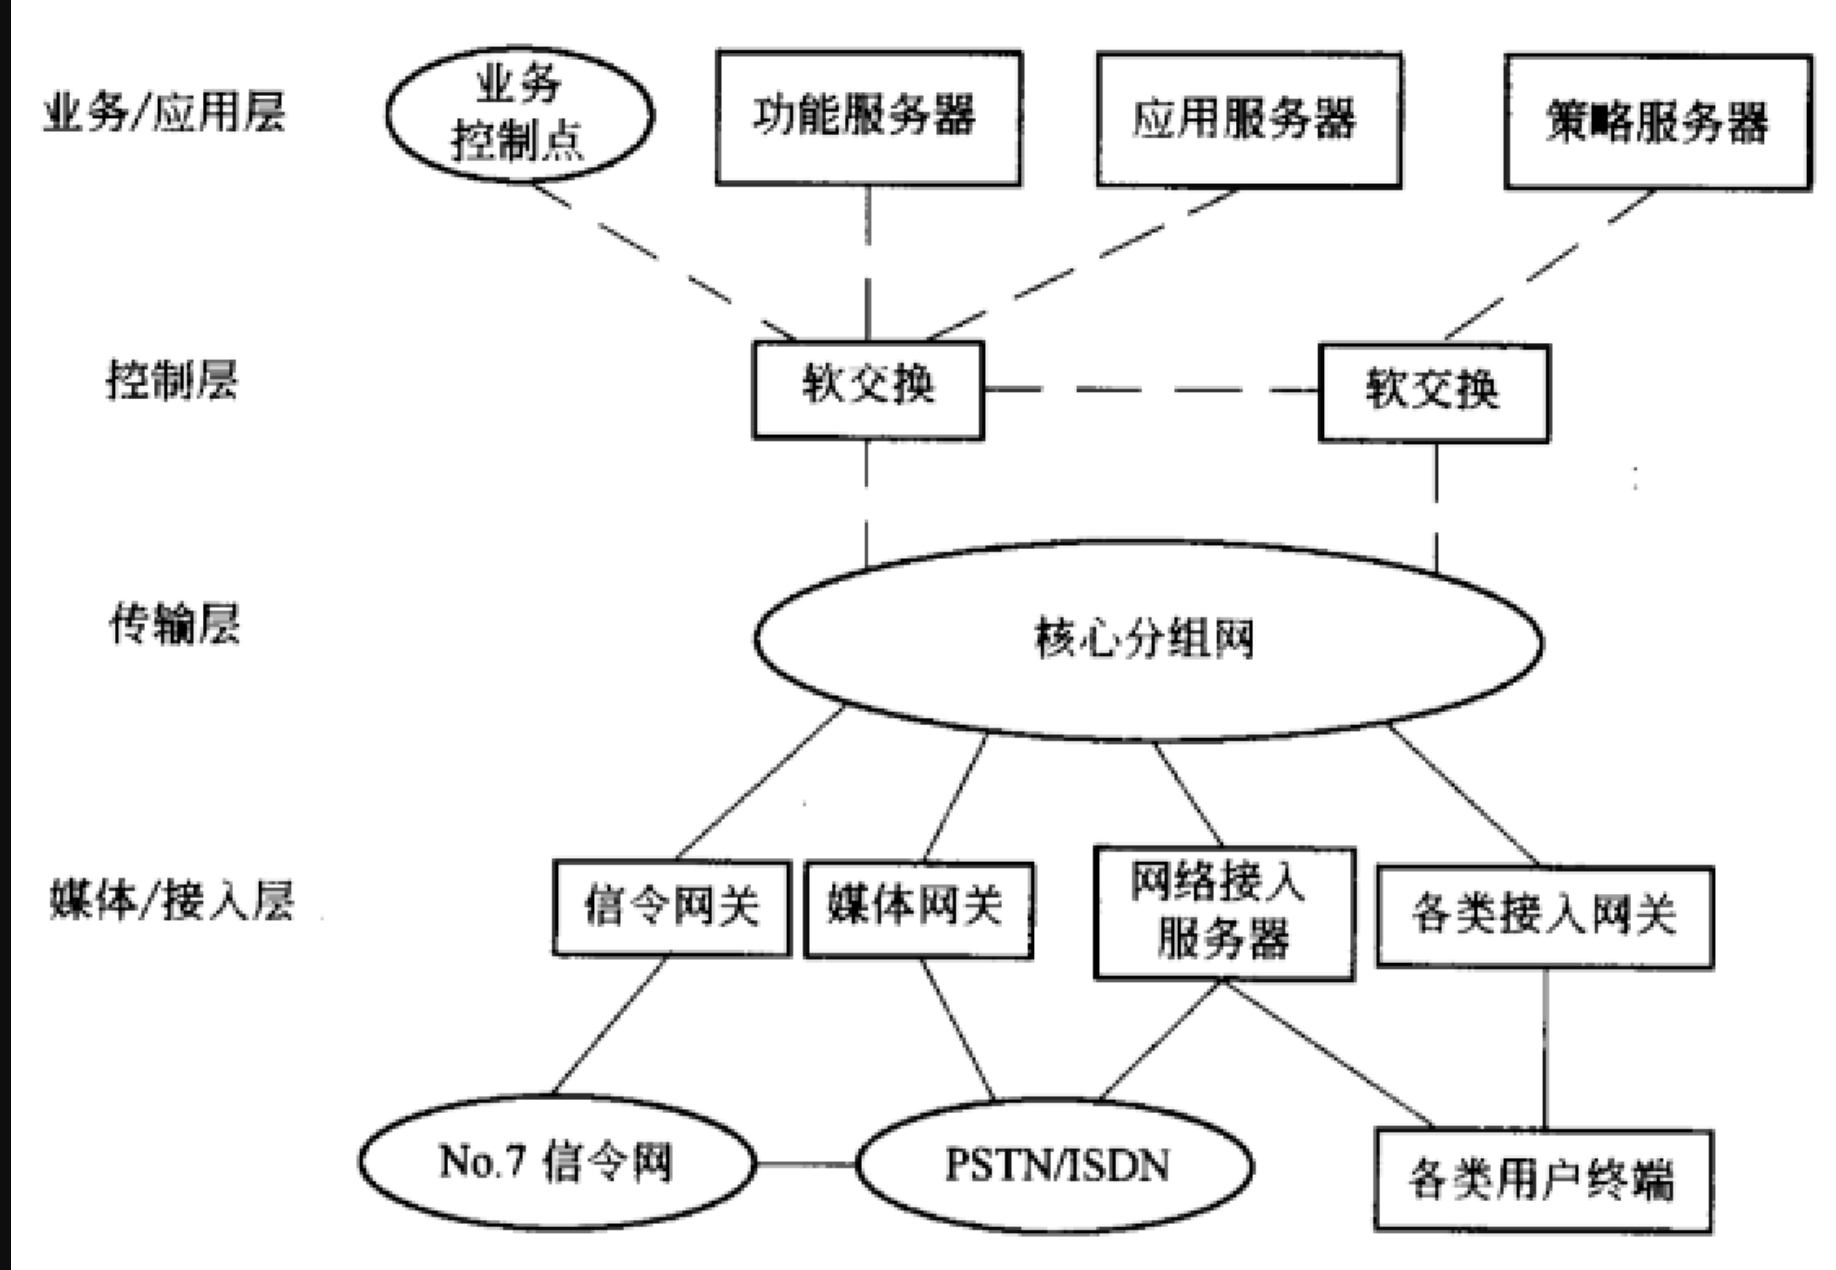 业务/应用层
业务
控制点
功能服务器
应用服务器
策略服务器
控制层
软交换
软交换
传输层
核心分组网
媒体/接入层
信令网关
媒体网关
网络接入
服务器
各类接入网关
No.7 信令网
PSTN/ISDN
各类用户终端